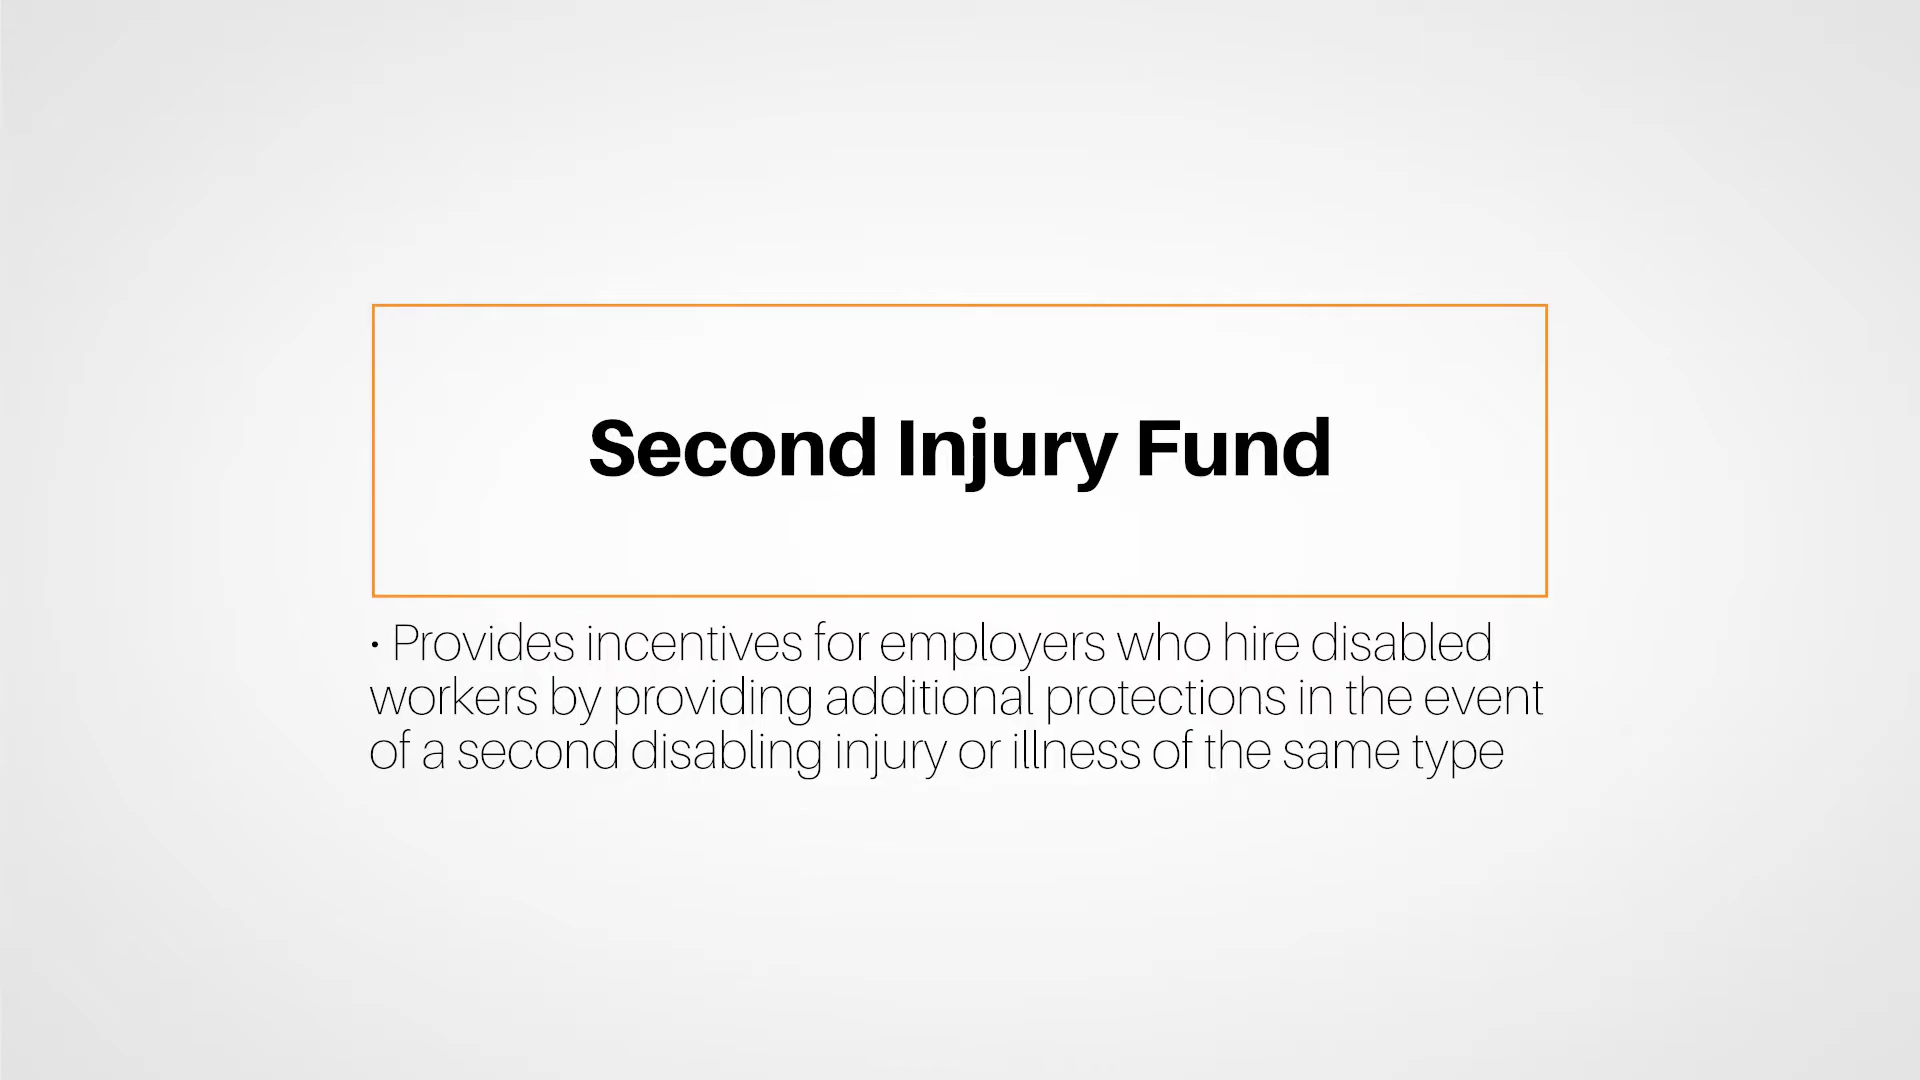 Second Injury Fund
• Provides incentives for employers who hire disabled
workers by providing additional protections in the event
of a second disabling injury or illness of the same type